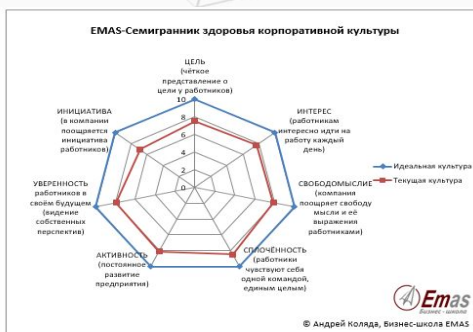 EMAS-Семигранник здоровья корпоративной культуры
ЦЕЛЬ
(чёткое
представление о
цели у работников)
ИНТЕРЕС
(работникам
интересно идти на
работу каждый
день)
СВОБОДОМЫСЛИЕ
(компания
поощряет свободу
мысли и её
выражения
работниками)
СПЛОЧЁННОСТЬ
(работники
чувствуют себя
одной командой,
единым целым)
АКТИВНОСТЬ
(постоянное
развитие
предприятия)
УВЕРЕННОСТЬ
работников в
своём будущем
(видение
собственных
перспектив)
ИНИЦИАТИВА
(в компании
поощряется
инициатива
работников)
10
8
6
4
2
0
Идеальная культура
Текущая культура
Emas
бизнес - школа
© Андрей Коляда, Бизнес-школа EMAS